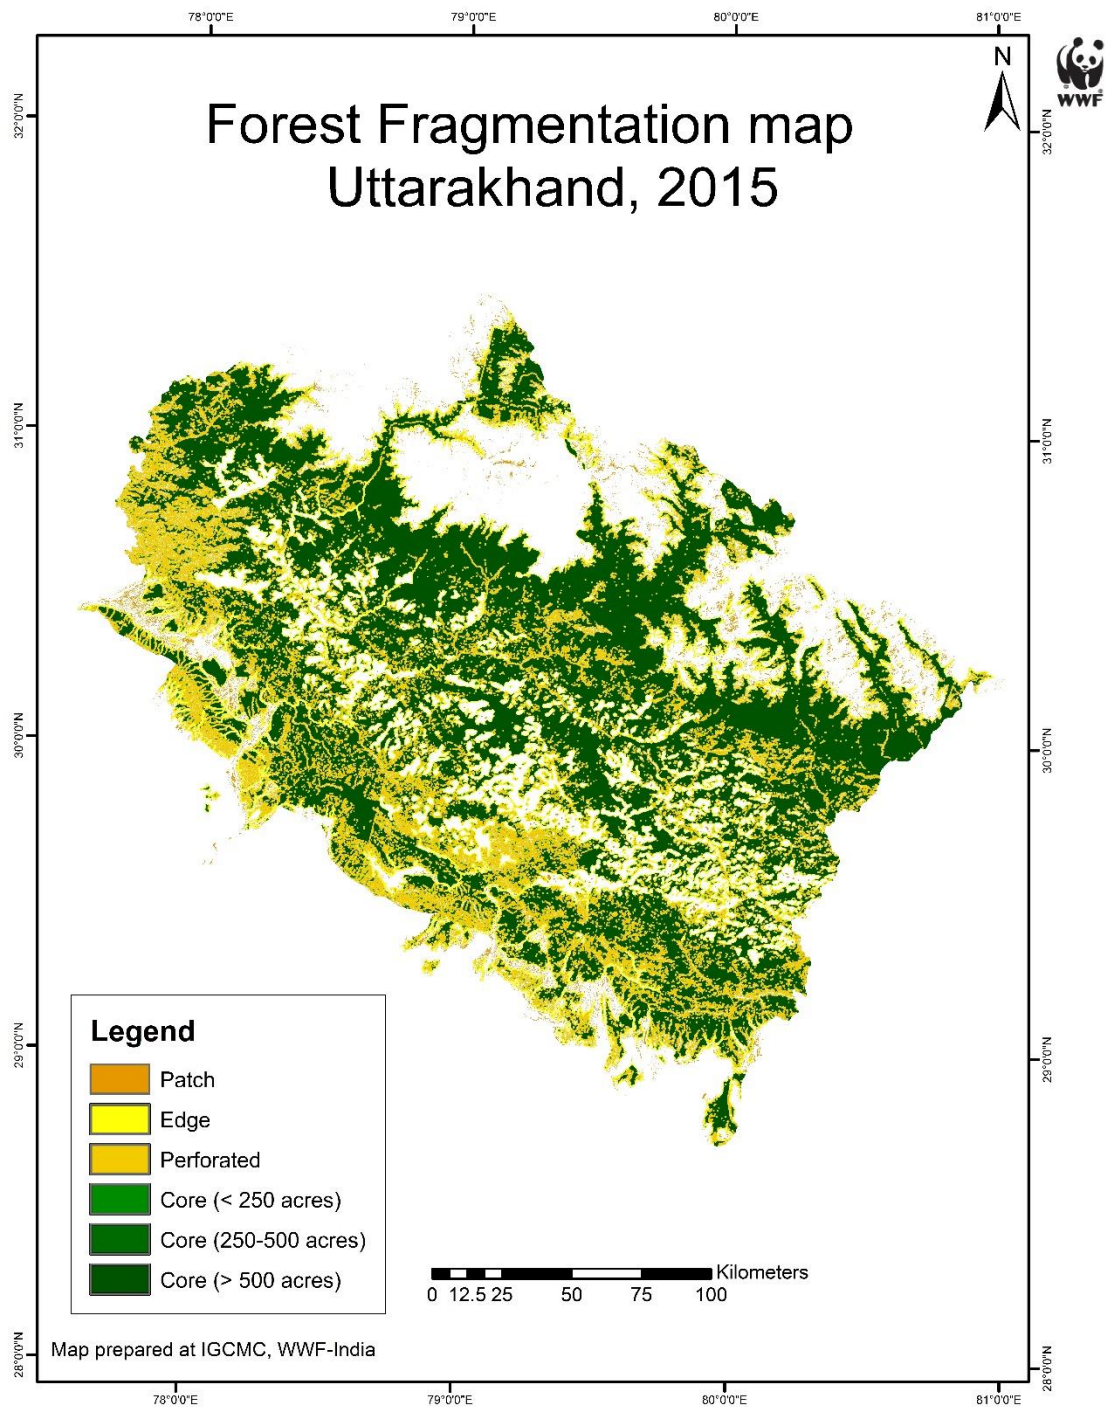 78°0'0"E 79°0'0"E 80°0'0"E 81°0'0"E
N
WWF
32°0'0"N
32°0'0"N
Forest Fragmentation map
Uttarakhand, 2015
31°0'0"N
31°0'0"N
30°0'0"N
30°0'0"N
29°0'0"N
29°0'0"N
Legend
Patch
Edge
Perforated
Core (< 250 acres)
Core (250-500 acres)
Core (> 500 acres)
Kilometers
0 12.5 25 50 75 100
Map prepared at IGCMC, WWF-India
28°0'0"N
28°0'0"N
78°0'0"E 79°0'0"E 80°0'0"E 81°0'0"E